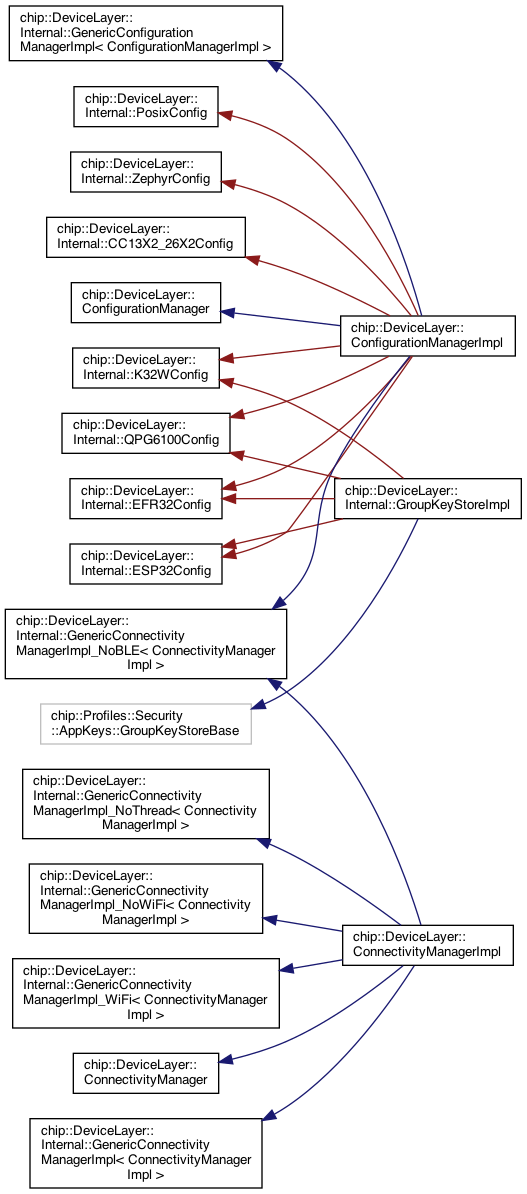 chip::DeviceLayer::
Internal::GenericConfiguration
ManagerImpl< ConfigurationManagerImpl >
chip::DeviceLayer::
Internal::PosixConfig
chip::DeviceLayer::
Internal::ZephyrConfig
chip::DeviceLayer::
Internal::CC13X2_26X2Config
chip::DeviceLayer::
ConfigurationManager
chip::DeviceLayer::
ConfigurationManagerImpl
chip::DeviceLayer::
Internal::K32WConfig
chip::DeviceLayer::
Internal::QPG6100Config
chip::DeviceLayer::
Internal::EFR32Config
chip::DeviceLayer::
Internal::GroupKeyStoreImpl
chip::DeviceLayer::
Internal::ESP32Config
chip::DeviceLayer::
Internal::GenericConnectivity
ManagerImpl_NoBLE< ConnectivityManager
Impl >
chip::Profiles::Security
::AppKeys::GroupKeyStoreBase
chip::DeviceLayer::
Internal::GenericConnectivity
ManagerImpl_NoThread< Connectivity
ManagerImpl >
chip::DeviceLayer::
Internal::GenericConnectivity
ManagerImpl_NoWiFi< Connectivity
ManagerImpl >
chip::DeviceLayer::
ConnectivityManagerImpl
chip::DeviceLayer::
Internal::GenericConnectivity
ManagerImpl_WiFi< ConnectivityManager
Impl >
chip::DeviceLayer::
ConnectivityManager
chip::DeviceLayer::
Internal::GenericConnectivity
ManagerImpl< ConnectivityManager
Impl >